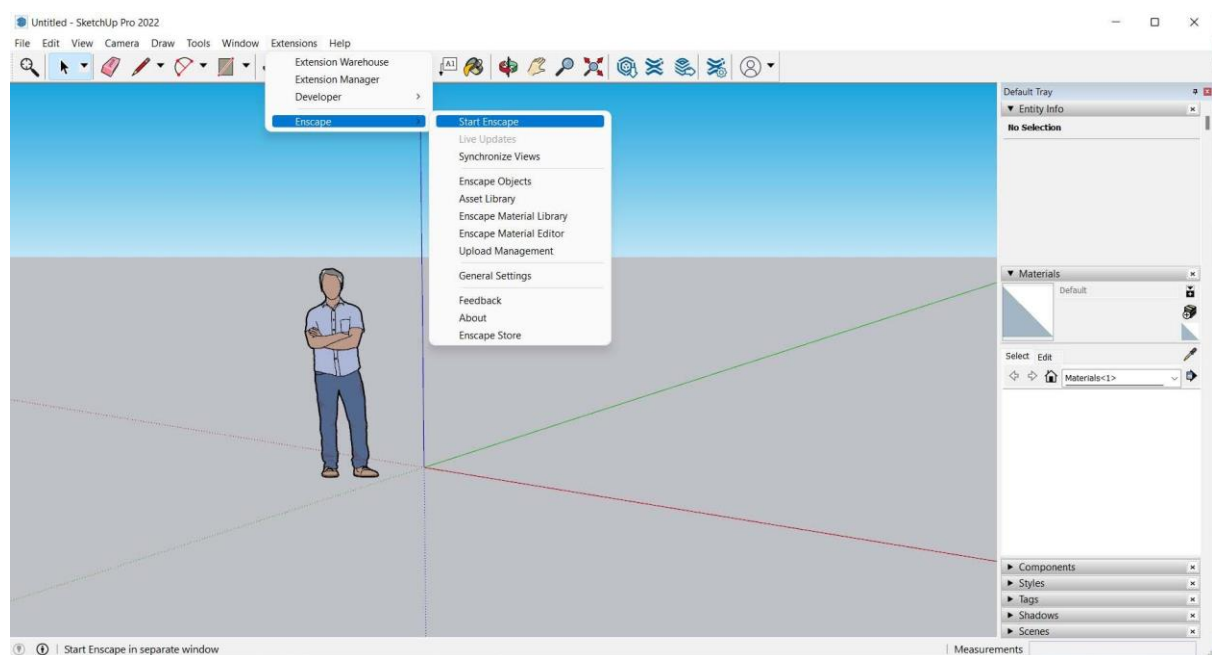 Untitled - SketchUp Pro 2022
File Edit View Camera Draw Tools Window Extensions Help
A1
Extension Warehouse
Extension Manager
Developer
Enscape
Start Enscape
Live Updates
Synchronize Views
Enscape Objects
Asset Library
Enscape Material Library
Enscape Material Editor
Upload Management
General Settings
Feedback
About
Enscape Store
Default Tray
Entity Info
No Selection
Materials
Default
Select Edit
Materials<1>
Components
Styles
Tags
Shadows
Scenes
Start Enscape in separate window
Measurements